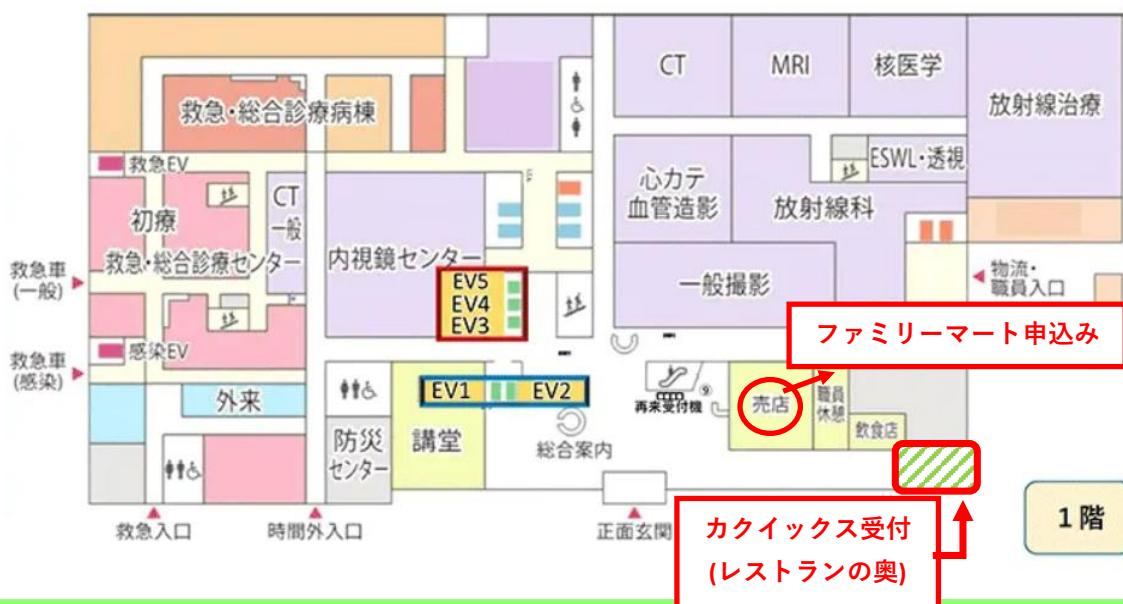 CT
MRI
核医学
放射線治療
救急・総合診療病棟
ESWL・透視
救急EV
CT
一般
心カテ
血管造影
放射線科
初療
救急・総合診療センター
内視鏡センター
救急車
(一般)
EV5
EV4
EV3
一般撮影
物流・
職員入口
ファミリーマート申込み
感染EV
救急車
(感染)
外来
EV1
EV2
再来受付機
⑨
売店
職員
休憩
飲食店
防災
センター
講堂
総合案内
救急入口
時間外入口
正面玄関
カクイックス受付
(レストランの奥)
1階